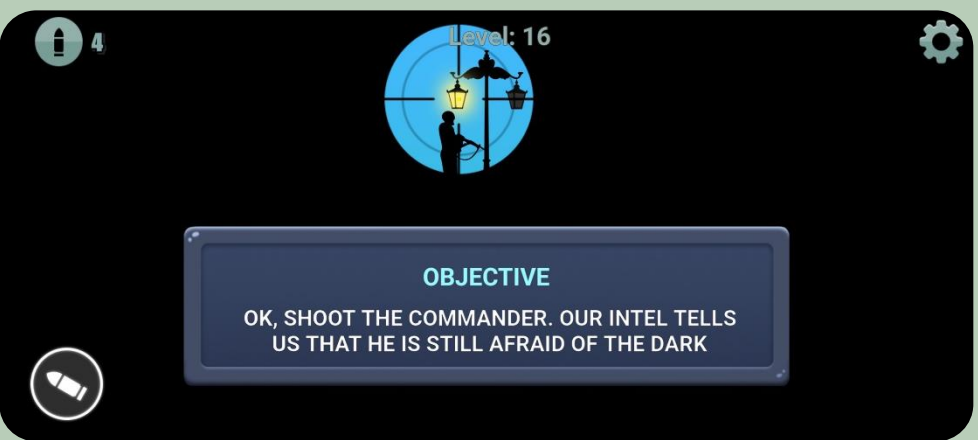 4
Level: 16
OBJECTIVE
OK, SHOOT THE COMMANDER. OUR INTEL TELLS
US THAT HE IS STILL AFRAID OF THE DARK